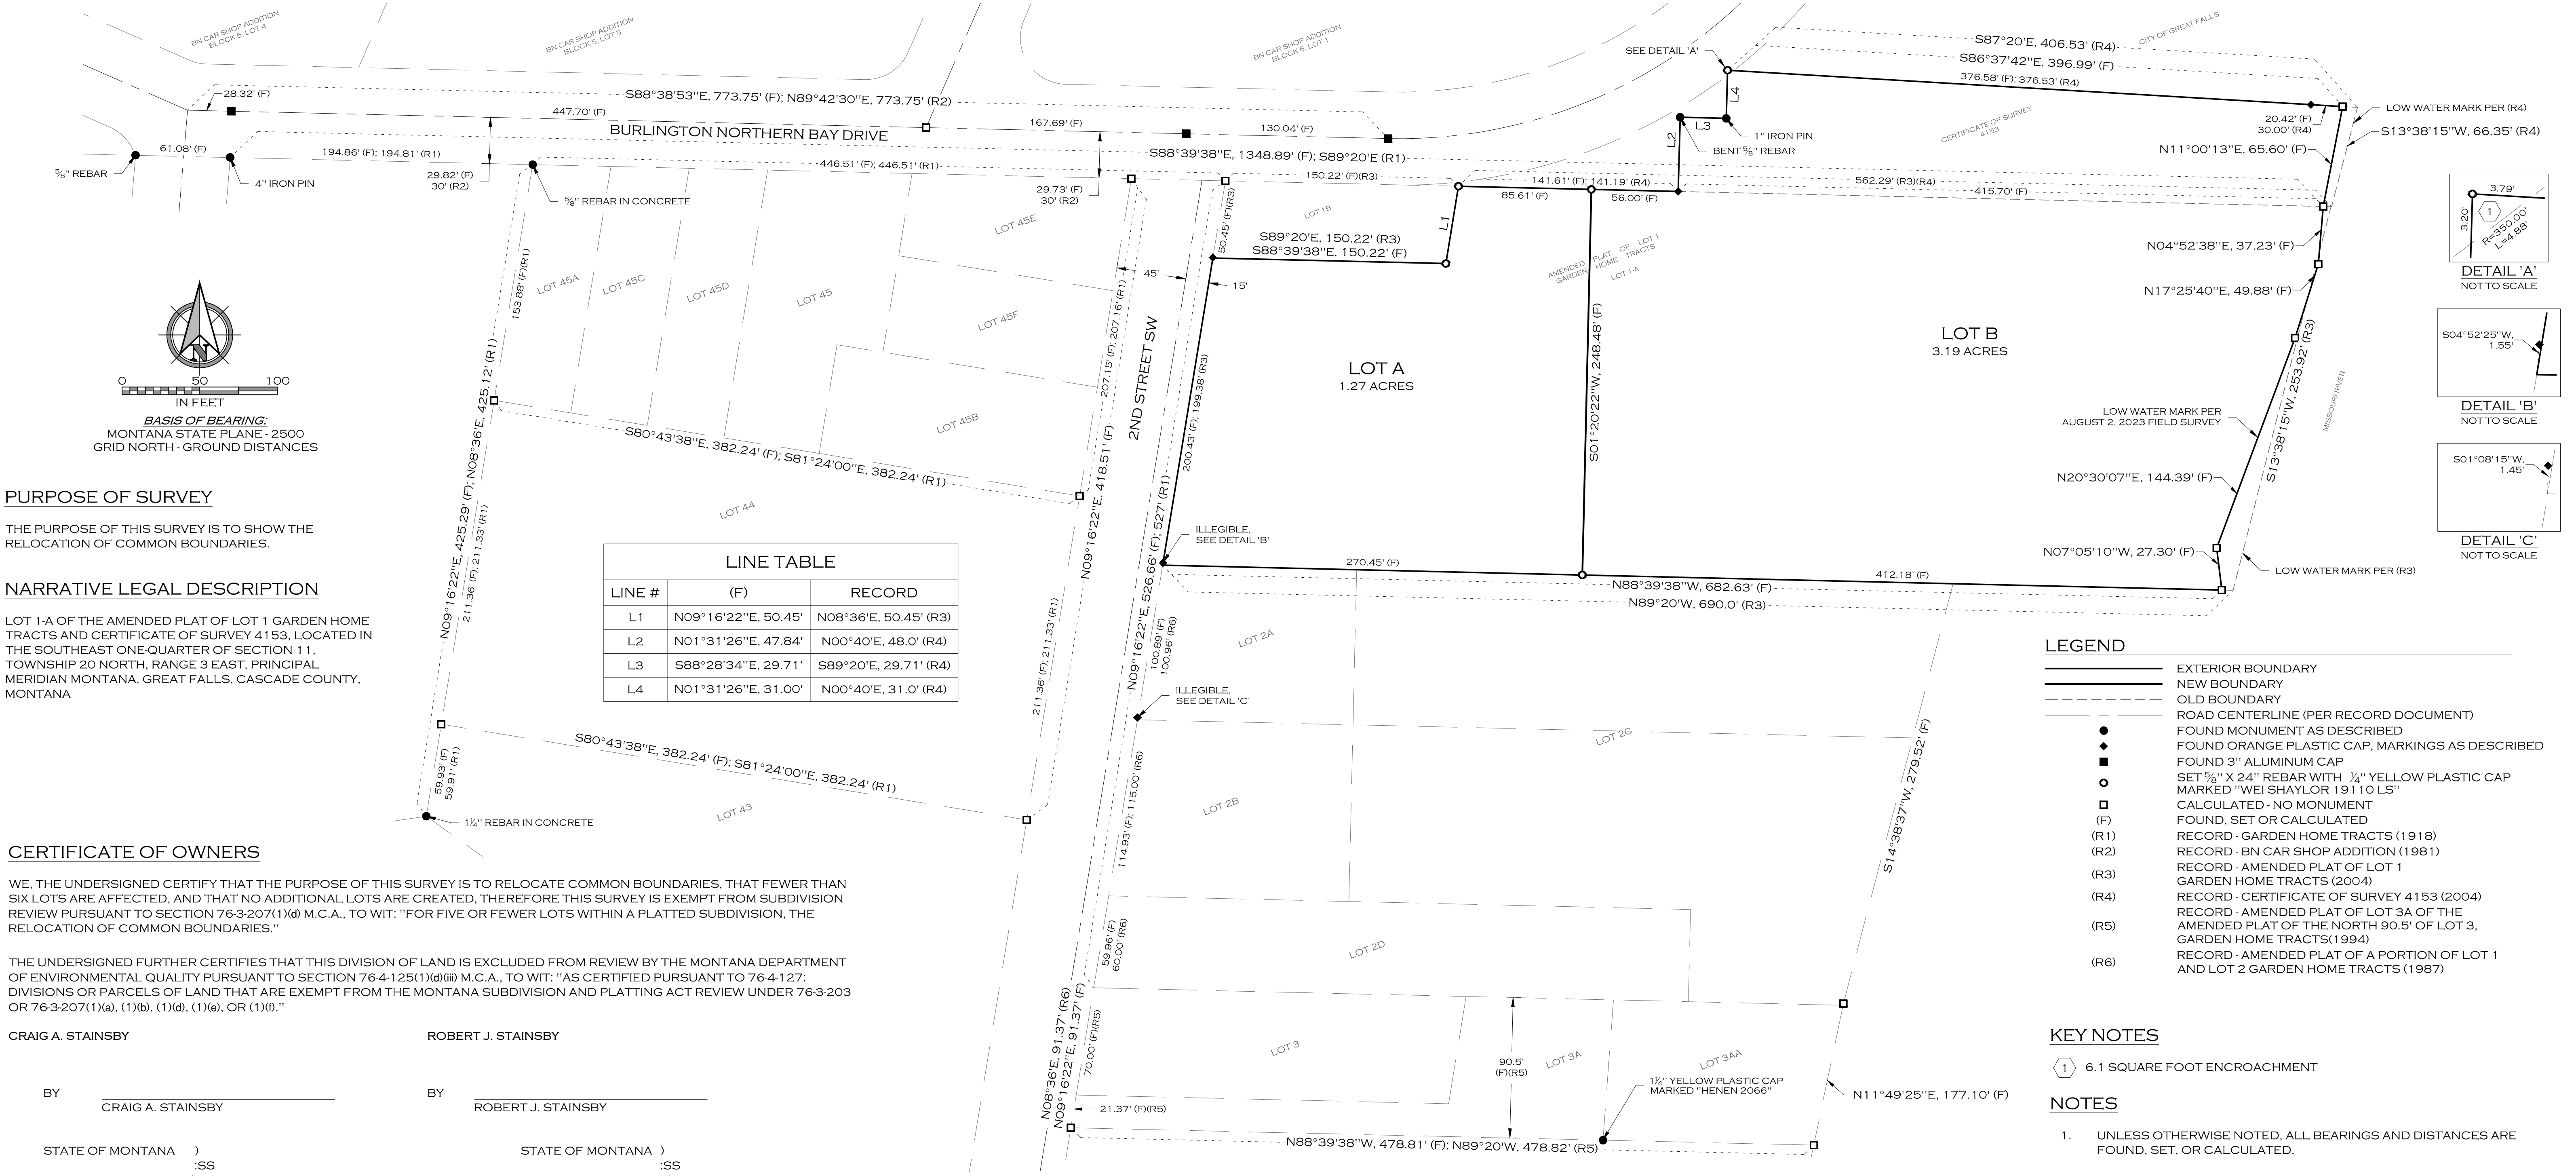 BN CAR SHOP ADDITION
BLOCK 5, LOT 4
BN CAR SHOP ADDITION
BLOCK 5, LOT 5
BN CAR SHOP ADDITION
BLOCK 6, LOT 1
CITY OF GREAT FALLS
SEE DETAIL 'A'
S87°20'E, 406.53' (R4)
S86°37'42"E, 396.99' (F)
376.58' (F); 376.53' (R4)
28.32' (F)
S88°38'53"E, 773.75' (F); N89°42'30"E, 773.75' (R2)
447.70' (F)
BURLINGTON NORTHERN BAY DRIVE
167.69' (F)
130.04' (F)
L4
L3
L2
1" IRON PIN
BENT ⅝" REBAR
CERTIFICATE OF SURVEY
4153
20.42' (F)
30.00' (R4)
LOW WATER MARK PER (R4)
S13°38'15"W, 66.35' (R4)
N11°00'13"E, 65.60' (F)
61.08' (F)
⅝" REBAR
4" IRON PIN
194.86' (F); 194.81' (R1)
29.82' (F)
30' (R2)
446.51' (F); 446.51' (R1)
⅝" REBAR IN CONCRETE
29.73' (F)
30' (R2)
S88°39'38"E, 1348.89' (F); S89°20'E (R1)
150.22' (F)(R3)
141.61' (F); 141.19' (R4)
85.61' (F)
56.00' (F)
562.29' (R3)(R4)
415.70' (F)
50.45' (F)(R3)
LOT 1B
S89°20'E, 150.22' (R3)
S88°39'38"E, 150.22' (F)
L1
AMENDED PLAT OF LOT 1
GARDEN HOME TRACTS
LOT 1-A
N04°52'38"E, 37.23' (F)
N17°25'40"E, 49.88' (F)
3.79'
3.20'
1
R=350.00'
L=4.88'
DETAIL 'A'
NOT TO SCALE
S04°52'25"W,
1.55'
DETAIL 'B'
NOT TO SCALE
S01°08'15"W,
1.45'
DETAIL 'C'
NOT TO SCALE
LOT 45A
LOT 45C
LOT 45D
LOT 45
LOT 45E
LOT 45F
LOT 45B
153.88' (F)(R1)
45'
15'
207.15' (F); 207.16' (R1)
2ND STREET SW
200.43' (F); 199.38' (R3)
LOT A
1.27 ACRES
S01°20'22"W, 248.48' (F)
LOT B
3.19 ACRES
S13°38'15"W, 253.92' (R3)
MISSOURI RIVER
LOW WATER MARK PER
AUGUST 2, 2023 FIELD SURVEY
N20°30'07"E, 144.39' (F)
N07°05'10"W, 27.30' (F)
LOW WATER MARK PER (R3)
N
0 50 100
IN FEET
BASIS OF BEARING:
MONTANA STATE PLANE - 2500
GRID NORTH - GROUND DISTANCES
N09°16'22"E, 425.29' (F); N08°36'E, 425.12' (R1)
211.36' (F); 211.33' (R1)
S80°43'38"E, 382.24' (F); S81°24'00"E, 382.24' (R1)
LOT 44
N09°16'22"E, 418.51' (F)
N09°16'22"E, 526.66' (F); 527' (R1)
211.36' (F); 211.33' (R1)
ILLEGIBLE,
SEE DETAIL 'B'
270.45' (F)
412.18' (F)
N88°39'38"W, 682.63' (F)
N89°20'W, 690.0' (R3)
PURPOSE OF SURVEY
THE PURPOSE OF THIS SURVEY IS TO SHOW THE
RELOCATION OF COMMON BOUNDARIES.
NARRATIVE LEGAL DESCRIPTION
LOT 1-A OF THE AMENDED PLAT OF LOT 1 GARDEN HOME
TRACTS AND CERTIFICATE OF SURVEY 4153, LOCATED IN
THE SOUTHEAST ONE-QUARTER OF SECTION 11,
TOWNSHIP 20 NORTH, RANGE 3 EAST, PRINCIPAL
MERIDIAN MONTANA, GREAT FALLS, CASCADE COUNTY,
MONTANA
LINE TABLE
LINE # (F) RECORD
L1 N09°16'22"E, 50.45' N08°36'E, 50.45' (R3)
L2 N01°31'26"E, 47.84' N00°40'E, 48.0' (R4)
L3 S88°28'34"E, 29.71' S89°20'E, 29.71' (R4)
L4 N01°31'26"E, 31.00' N00°40'E, 31.0' (R4)
59.93' (F)
59.91' (R1)
S80°43'38"E, 382.24' (F); S81°24'00"E, 382.24' (R1)
LOT 43
1¼" REBAR IN CONCRETE
100.89' (F)
100.96' (R6)
LOT 2A
ILLEGIBLE,
SEE DETAIL 'C'
LOT 2C
LOT 2B
114.93' (F); 115.00' (R6)
S14°38'37"W, 279.52' (F)
59.96' (F)
60.00' (R6)
LOT 2D
N08°36'E, 91.37' (R6)
N09°16'22"E, 91.37' (F)
70.00' (F)(R5)
LOT 3
90.5'
(F)(R5)
LOT 3A
LOT 3AA
1¼" YELLOW PLASTIC CAP
MARKED "HENEN 2066"
N11°49'25"E, 177.10' (F)
21.37' (F)(R5)
N88°39'38"W, 478.81' (F); N89°20'W, 478.82' (R5)
LEGEND
EXTERIOR BOUNDARY
NEW BOUNDARY
OLD BOUNDARY
ROAD CENTERLINE (PER RECORD DOCUMENT)
FOUND MONUMENT AS DESCRIBED
FOUND ORANGE PLASTIC CAP, MARKINGS AS DESCRIBED
FOUND 3" ALUMINUM CAP
SET ⅝" X 24" REBAR WITH ¼" YELLOW PLASTIC CAP
MARKED "WEI SHAYLOR 19110 LS"
CALCULATED - NO MONUMENT
(F) FOUND, SET OR CALCULATED
(R1) RECORD - GARDEN HOME TRACTS (1918)
(R2) RECORD - BN CAR SHOP ADDITION (1981)
(R3) RECORD - AMENDED PLAT OF LOT 1
GARDEN HOME TRACTS (2004)
(R4) RECORD - CERTIFICATE OF SURVEY 4153 (2004)
(R5) RECORD - AMENDED PLAT OF LOT 3A OF THE
AMENDED PLAT OF THE NORTH 90.5' OF LOT 3,
GARDEN HOME TRACTS(1994)
(R6) RECORD - AMENDED PLAT OF A PORTION OF LOT 1
AND LOT 2 GARDEN HOME TRACTS (1987)
KEY NOTES
1 6.1 SQUARE FOOT ENCROACHMENT
NOTES
1. UNLESS OTHERWISE NOTED, ALL BEARINGS AND DISTANCES ARE
FOUND, SET, OR CALCULATED.
CERTIFICATE OF OWNERS
WE, THE UNDERSIGNED CERTIFY THAT THE PURPOSE OF THIS SURVEY IS TO RELOCATE COMMON BOUNDARIES, THAT FEWER THAN
SIX LOTS ARE AFFECTED, AND THAT NO ADDITIONAL LOTS ARE CREATED, THEREFORE THIS SURVEY IS EXEMPT FROM SUBDIVISION
REVIEW PURSUANT TO SECTION 76-3-207(1)(d) M.C.A., TO WIT: "FOR FIVE OR FEWER LOTS WITHIN A PLATTED SUBDIVISION, THE
RELOCATION OF COMMON BOUNDARIES."
THE UNDERSIGNED FURTHER CERTIFIES THAT THIS DIVISION OF LAND IS EXCLUDED FROM REVIEW BY THE MONTANA DEPARTMENT
OF ENVIRONMENTAL QUALITY PURSUANT TO SECTION 76-4-125(1)(d)(iii) M.C.A., TO WIT: "AS CERTIFIED PURSUANT TO 76-4-127:
DIVISIONS OR PARCELS OF LAND THAT ARE EXEMPT FROM THE MONTANA SUBDIVISION AND PLATTING ACT REVIEW UNDER 76-3-203
OR 76-3-207(1)(a), (1)(b), (1)(d), (1)(e), OR (1)(f)."
CRAIG A. STAINSBY ROBERT J. STAINSBY
BY BY
CRAIG A. STAINSBY ROBERT J. STAINSBY
STATE OF MONTANA ) STATE OF MONTANA )
:SS :SS